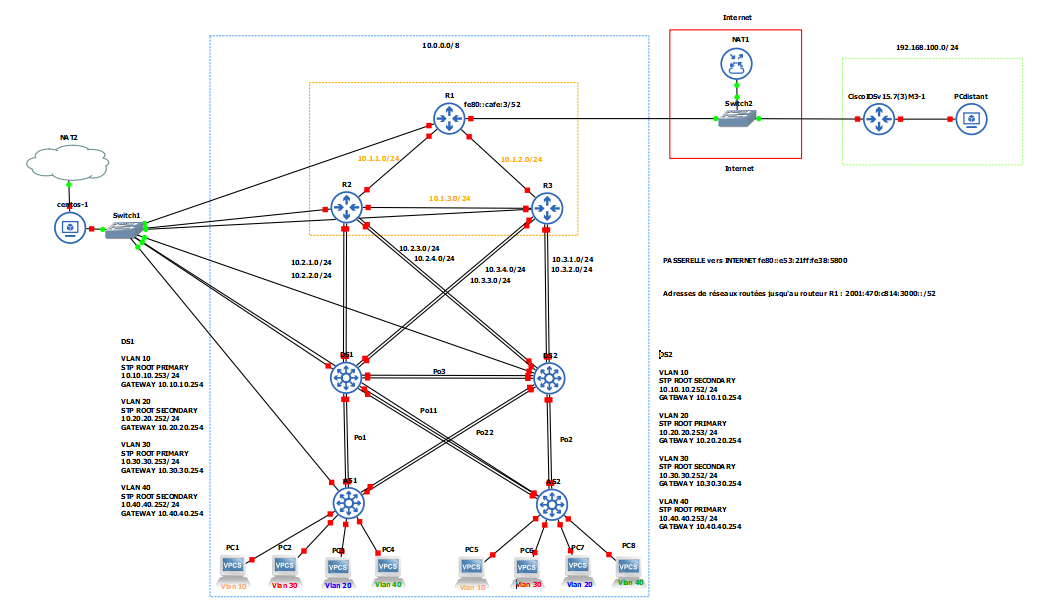 Internet
10.0.0.0/8
NAT1
192.168.100.0/24
R1
fe80::cafe:3/52
Switch2
CiscoIOSv15.7(3)M3-1
PCdistant
NAT2
10.1.1.0/24
10.1.2.0/24
Internet
R2
R3
10.1.3.0/24
centos-1
Switch1
10.2.3.0/24
10.2.4.0/24
10.2.1.0/24
10.2.2.0/24
10.3.4.0/24
10.3.3.0/24
10.3.1.0/24
10.3.2.0/24
PASSERELLE vers INTERNET fe80::e53:21ff:fe38:5800
Adresses de réseaux routées jusqu'au routeur R1 : 2001:470:c814:3000::/52
DS1
VLAN 10
STP ROOT PRIMARY
10.10.10.253/24
GATEWAY 10.10.10.254
VLAN 20
STP ROOT SECONDARY
10.20.20.252/24
GATEWAY 10.20.20.254
VLAN 30
STP ROOT PRIMARY
10.30.30.253/24
GATEWAY 10.30.30.254
VLAN 40
STP ROOT SECONDARY
10.40.40.252/24
GATEWAY 10.40.40.254
DS1
DS2
Po3
Po11
Po22
Po1
Po2
AS1
AS2
DS2
VLAN 10
STP ROOT SECONDARY
10.10.10.252/24
GATEWAY 10.10.10.254
VLAN 20
STP ROOT PRIMARY
10.20.20.253/24
GATEWAY 10.20.20.254
VLAN 30
STP ROOT SECONDARY
10.30.30.252/24
GATEWAY 10.30.30.254
VLAN 40
STP ROOT PRIMARY
10.40.40.253/24
GATEWAY 10.40.40.254
PC1
PC2
PC3
PC4
PC5
PC6
PC7
PC8
VPCS
VPCS
VPCS
VPCS
VPCS
VPCS
VPCS
VPCS
Vlan 10
Vlan 30
Vlan 20
Vlan 40
Vlan 10
Vlan 30
Vlan 20
Vlan 40